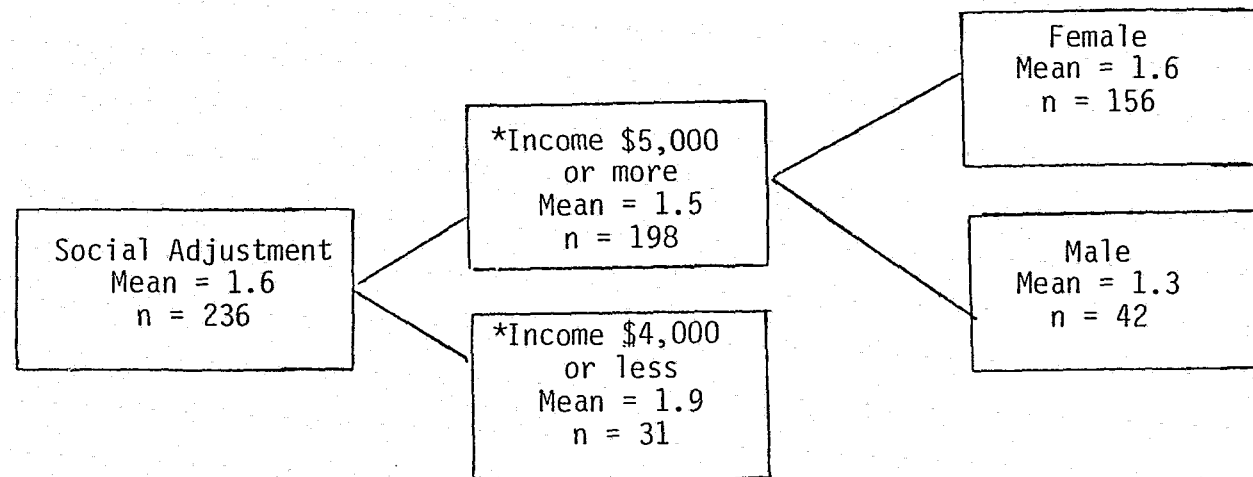 Social Adjustment
Mean = 1.6
n = 236
*Income $5,000
or more
Mean = 1.5
n = 198
*Income $4,000
or less
Mean = 1.9
n = 31
Female
Mean = 1.6
n = 156
Male
Mean = 1.3
n = 42